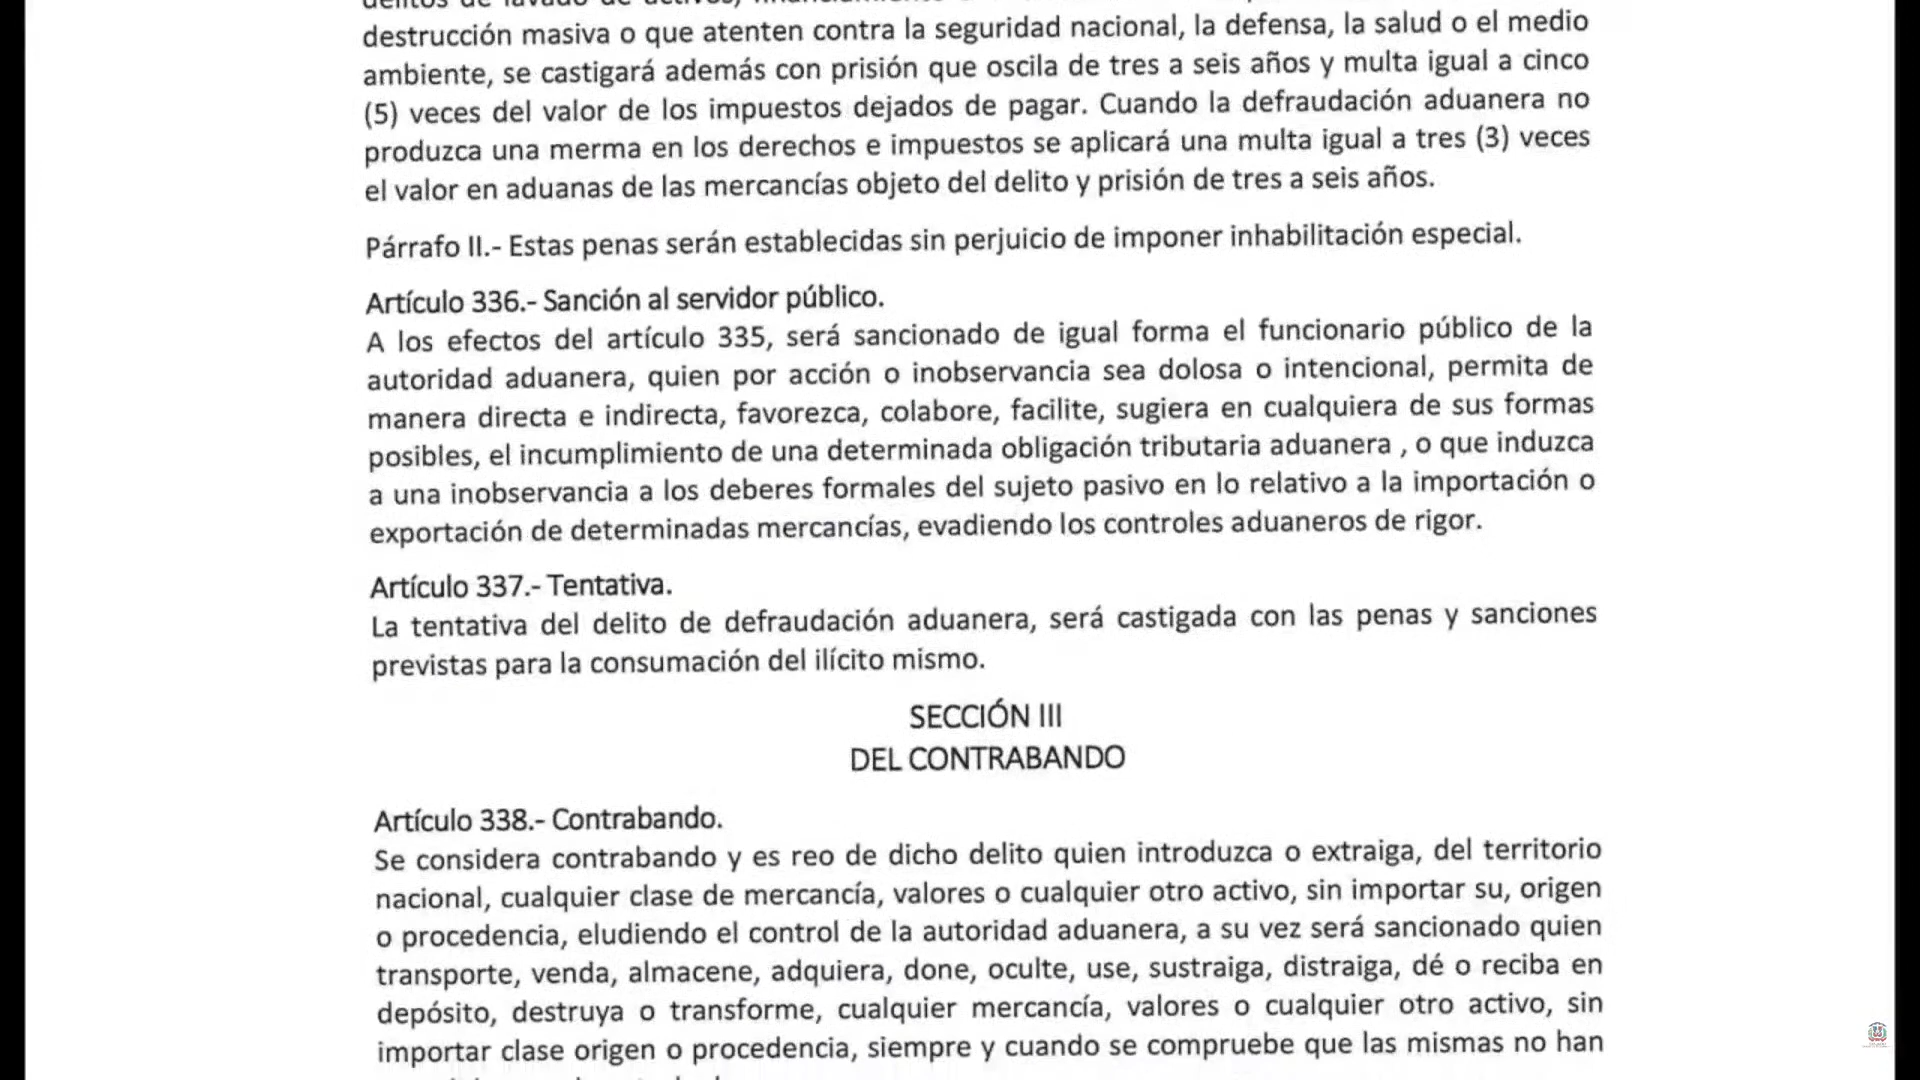 destrucción masiva o que atenten contra la seguridad nacional, la defensa, la salud o el medio
ambiente, se castigará además con prisión que oscila de tres a seis años y multa igual a cinco
(5) veces del valor de los impuestos dejados de pagar. Cuando la defraudación aduanera no
produzca una merma en los derechos e impuestos se aplicará una multa igual a tres (3) veces
el valor en aduanas de las mercancías objeto del delito y prisión de tres a seis años.
Párrafo II.- Estas penas serán establecidas sin perjuicio de imponer inhabilitación especial.
Artículo 336.- Sanción al servidor público.
A los efectos del artículo 335, será sancionado de igual forma el funcionario público de la
autoridad aduanera, quien por acción o inobservancia sea dolosa o intencional, permita de
manera directa e indirecta, favorezca, colabore, facilite, sugiera en cualquiera de sus formas
posibles, el incumplimiento de una determinada obligación tributaria aduanera , o que induzca
a una inobservancia a los deberes formales del sujeto pasivo en lo relativo a la importación o
exportación de determinadas mercancías, evadiendo los controles aduaneros de rigor.
Artículo 337.- Tentativa.
La tentativa del delito de defraudación aduanera, será castigada con las penas y sanciones
previstas para la consumación del ilícito mismo.
SECCIÓN III
DEL CONTRABANDO
Artículo 338.- Contrabando.
Se considera contrabando y es reo de dicho delito quien introduzca o extraiga, del territorio
nacional, cualquier clase de mercancía, valores o cualquier otro activo, sin importar su, origen
o procedencia, eludiendo el control de la autoridad aduanera, a su vez será sancionado quien
transporte, venda, almacene, adquiera, done, oculte, use, sustraiga, distraiga, dé o reciba en
depósito, destruya o transforme, cualquier mercancía, valores o cualquier otro activo, sin
importar clase origen o procedencia, siempre y cuando se compruebe que las mismas no han